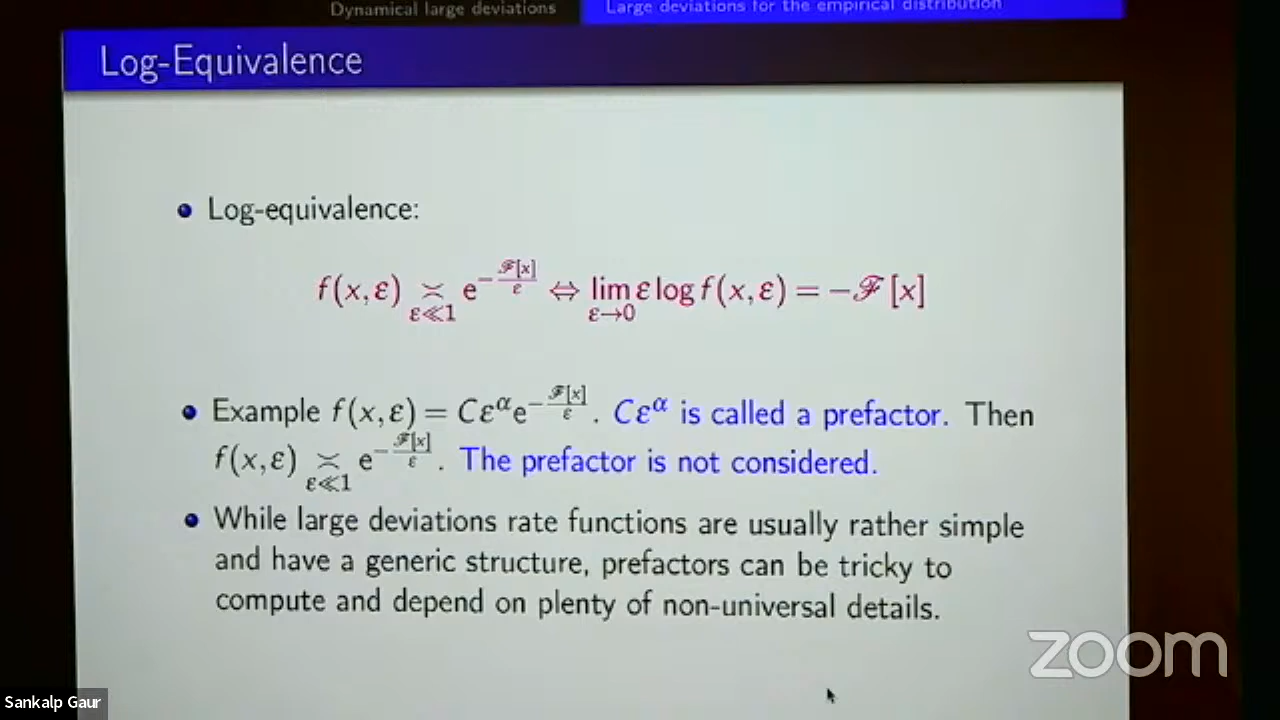 Dynamical large deviations Large deviations for the empirical distribution
Log-Equivalence
• Log-equivalence:
f(x,ε) ≍_{ε≪1} e^{-ℱ[x]/ε} ⇔ lim_{ε→0} ε log f(x,ε) = −ℱ[x]
• Example f(x,ε) = Cε^α e^{-ℱ[x]/ε}. Cε^α is called a prefactor. Then
f(x,ε) ≍_{ε≪1} e^{-ℱ[x]/ε}. The prefactor is not considered.
• While large deviations rate functions are usually rather simple
and have a generic structure, prefactors can be tricky to
compute and depend on plenty of non-universal details.
zoom
Sankalp Gaur